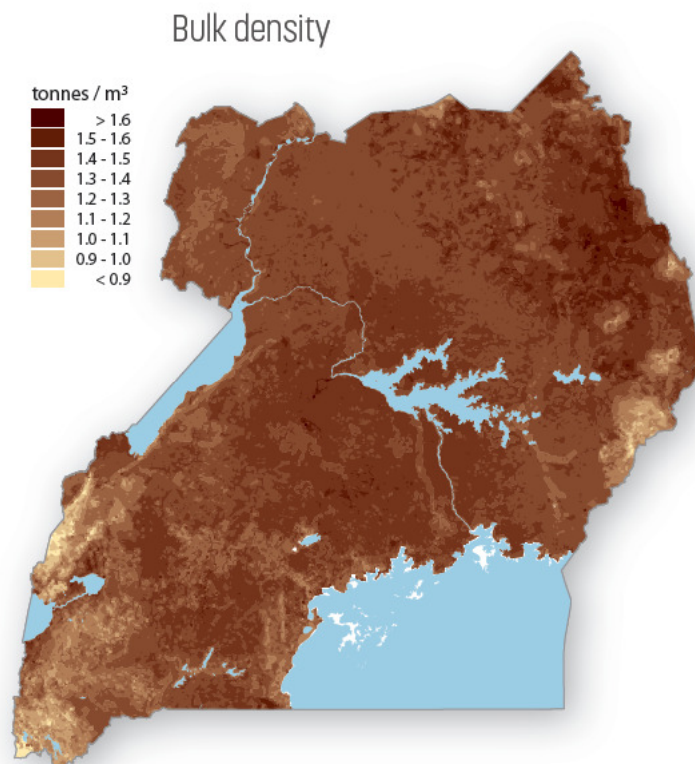 Bulk density
tonnes / m³
> 1.6
1.5 - 1.6
1.4 - 1.5
1.3 - 1.4
1.2 - 1.3
1.1 - 1.2
1.0 - 1.1
0.9 - 1.0
< 0.9